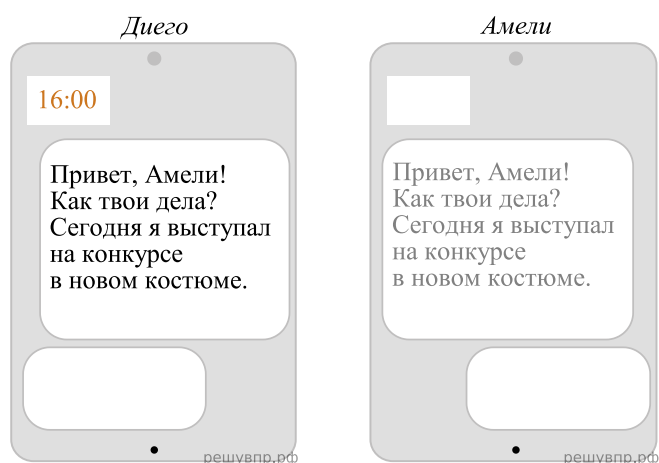 Диего
16:00
Привет, Амели!
Как твои дела?
Сегодня я выступал
на конкурсе
в новом костюме.
решувпр.рф
Амели
Привет, Амели!
Как твои дела?
Сегодня я выступал
на конкурсе
в новом костюме.
решувпр.рф